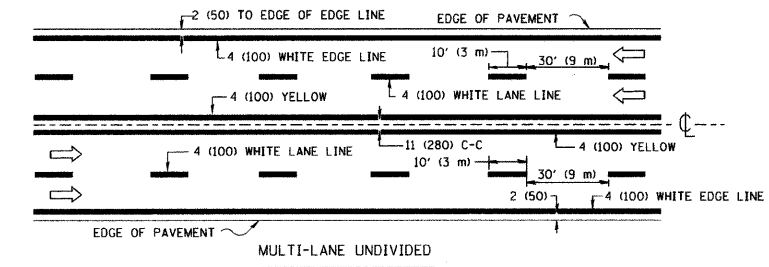 2 (50) TO EDGE OF EDGE LINE
EDGE OF PAVEMENT
4 (100) WHITE EDGE LINE
10' (3 m)
30' (9 m)
4 (100) YELLOW
4 (100) WHITE LANE LINE
℄
11 (280) C-C
4 (100) YELLOW
4 (100) WHITE LANE LINE
10' (3 m)
30' (9 m)
2 (50)
4 (100) WHITE EDGE LINE
EDGE OF PAVEMENT
MULTI-LANE UNDIVIDED